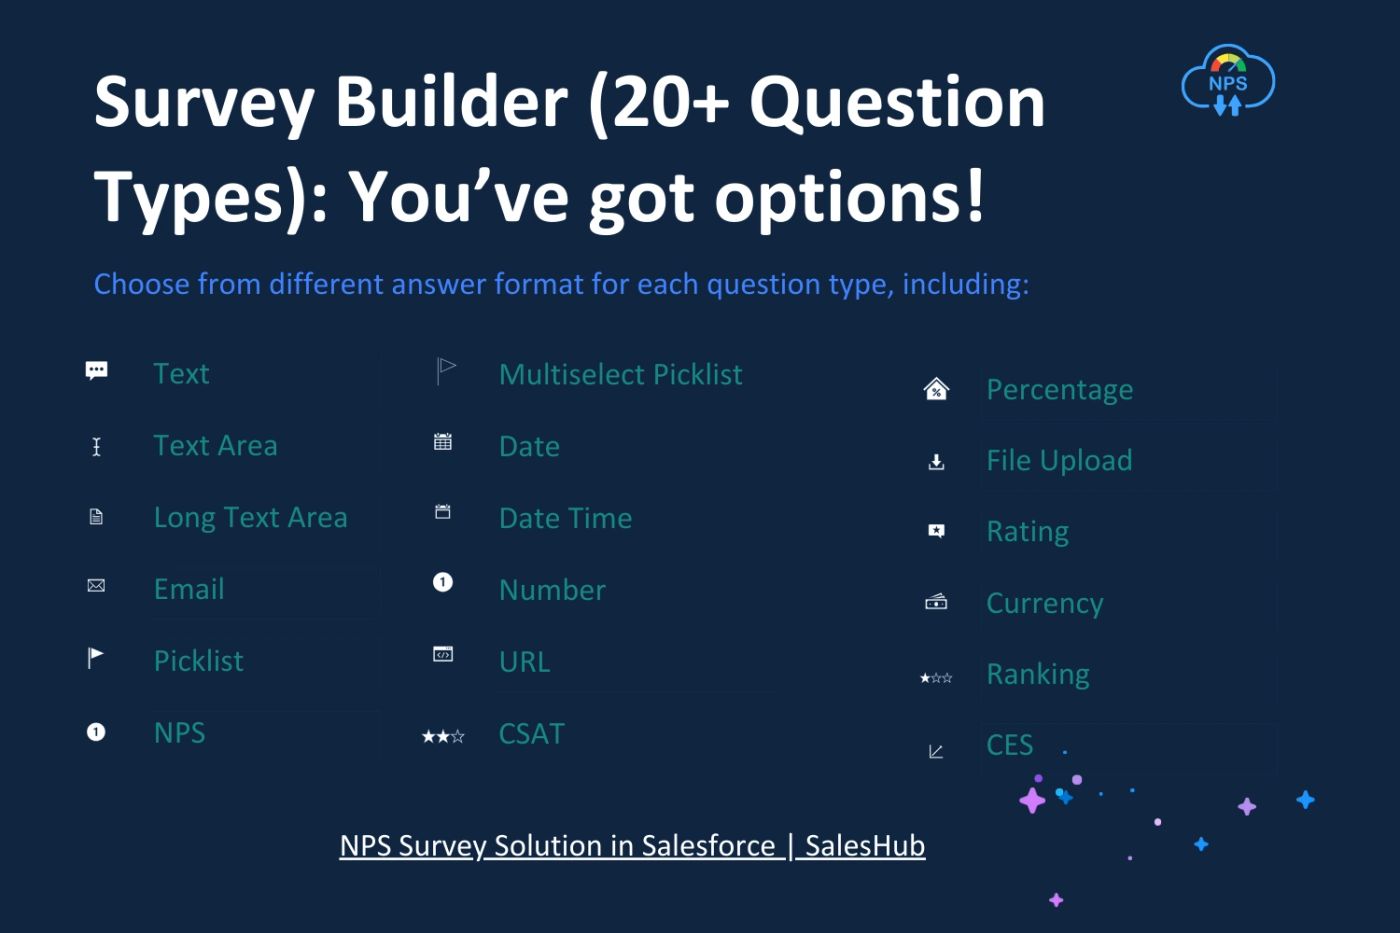 Survey Builder (20+ Question
Types): You’ve got options!
NPS
Choose from different answer format for each question type, including:
Text
Text Area
Long Text Area
Email
Picklist
1
NPS
Multiselect Picklist
Date
Date Time
1
Number
</>
URL
CSAT
%
Percentage
File Upload
Rating
Currency
Ranking
CES
NPS Survey Solution in Salesforce | SalesHub